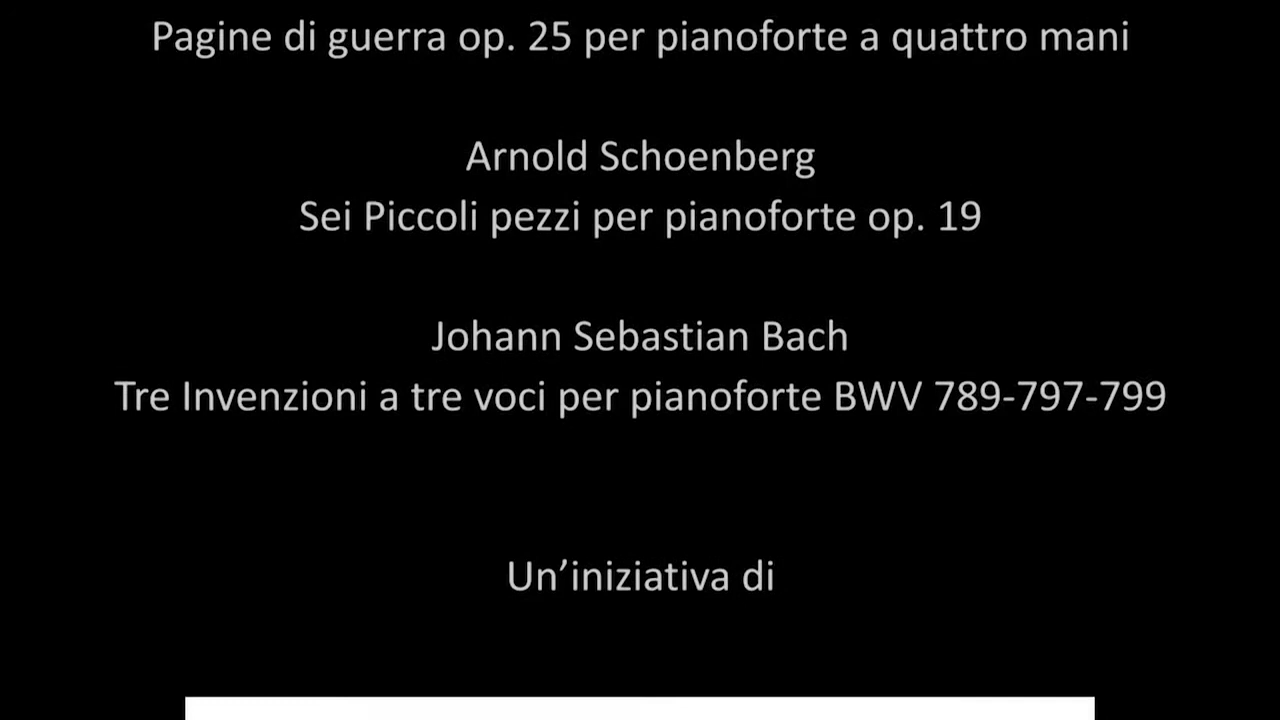 Pagine di guerra op. 25 per pianoforte a quattro mani
Arnold Schoenberg
Sei Piccoli pezzi per pianoforte op. 19
Johann Sebastian Bach
Tre Invenzioni a tre voci per pianoforte BWV 789-797-799
Un’iniziativa di